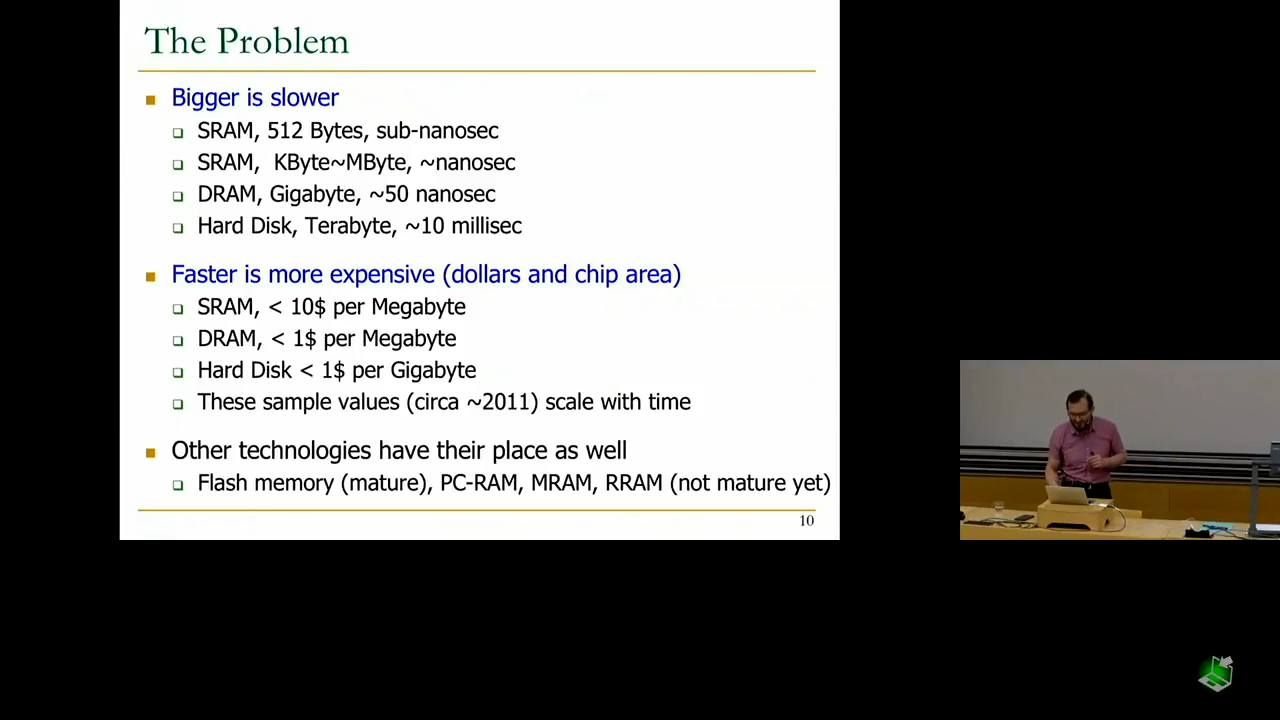 The Problem
Bigger is slower
SRAM, 512 Bytes, sub-nanosec
SRAM, KByte~MByte, ~nanosec
DRAM, Gigabyte, ~50 nanosec
Hard Disk, Terabyte, ~10 millisec
Faster is more expensive (dollars and chip area)
SRAM, < 10$ per Megabyte
DRAM, < 1$ per Megabyte
Hard Disk < 1$ per Gigabyte
These sample values (circa ~2011) scale with time
Other technologies have their place as well
Flash memory (mature), PC-RAM, MRAM, RRAM (not mature yet)
10